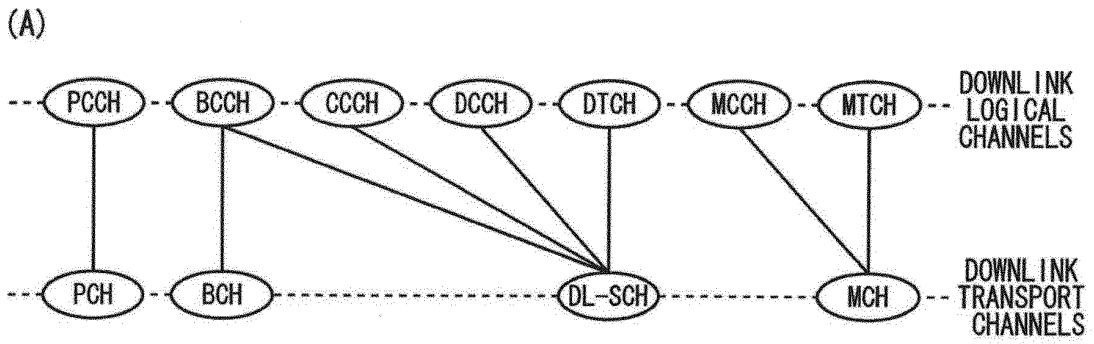 (A)
PCCH BCCH CCCH DCCH DTCH MCCH MTCH
DOWNLINK
LOGICAL
CHANNELS
PCH BCH DL-SCH MCH
DOWNLINK
TRANSPORT
CHANNELS